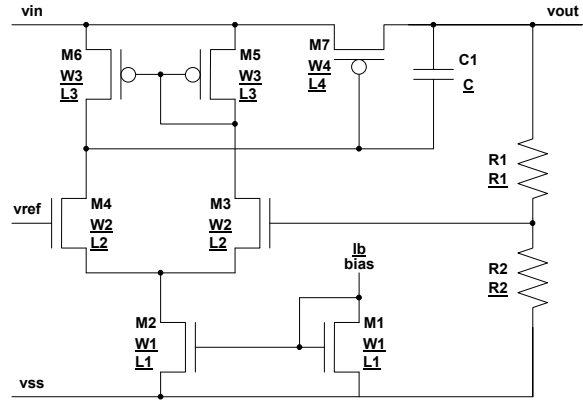 vin
vout
M6
W3
L3
M5
W3
L3
M7
W4
L4
C1
C
R1
R1
vref
M4
W2
L2
M3
W2
L2
Ib
bias
R2
R2
M2
W1
L1
M1
W1
L1
vss